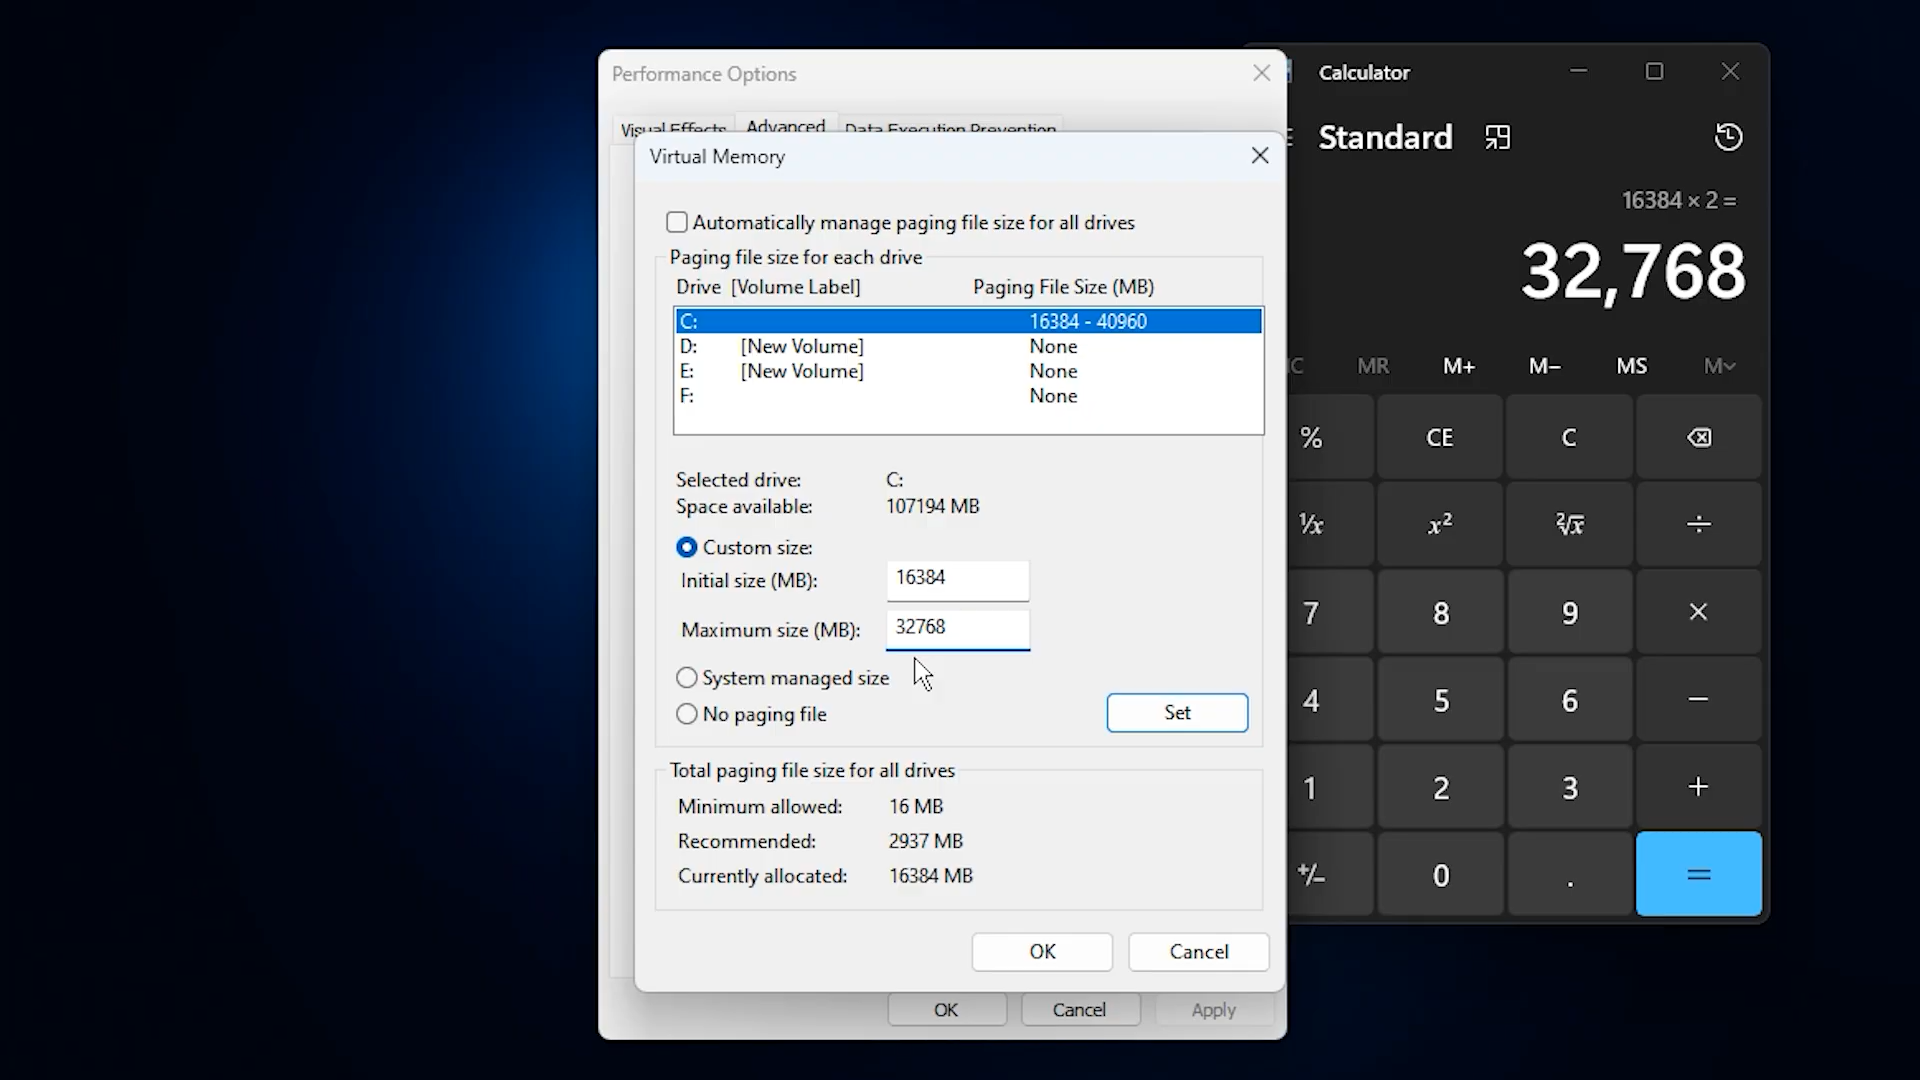 Performance Options
Visual Effects
Advanced
Data Execution Prevention
Virtual Memory
Automatically manage paging file size for all drives
Paging file size for each drive
Drive [Volume Label] Paging File Size (MB)
C: 16384 - 40960
D: [New Volume] None
E: [New Volume] None
F: None
Selected drive: C:
Space available: 107194 MB
Custom size:
Initial size (MB): 16384
Maximum size (MB): 32768
System managed size
No paging file
Set
Total paging file size for all drives
Minimum allowed: 16 MB
Recommended: 2937 MB
Currently allocated: 16384 MB
OK Cancel
OK Cancel Apply
Calculator
Standard
16384 × 2 =
32,768
MR M+ M− MS M
% CE C
¹/x x² ²√x ÷
7 8 9 ×
4 5 6 −
1 2 3 +
+/− 0 . =